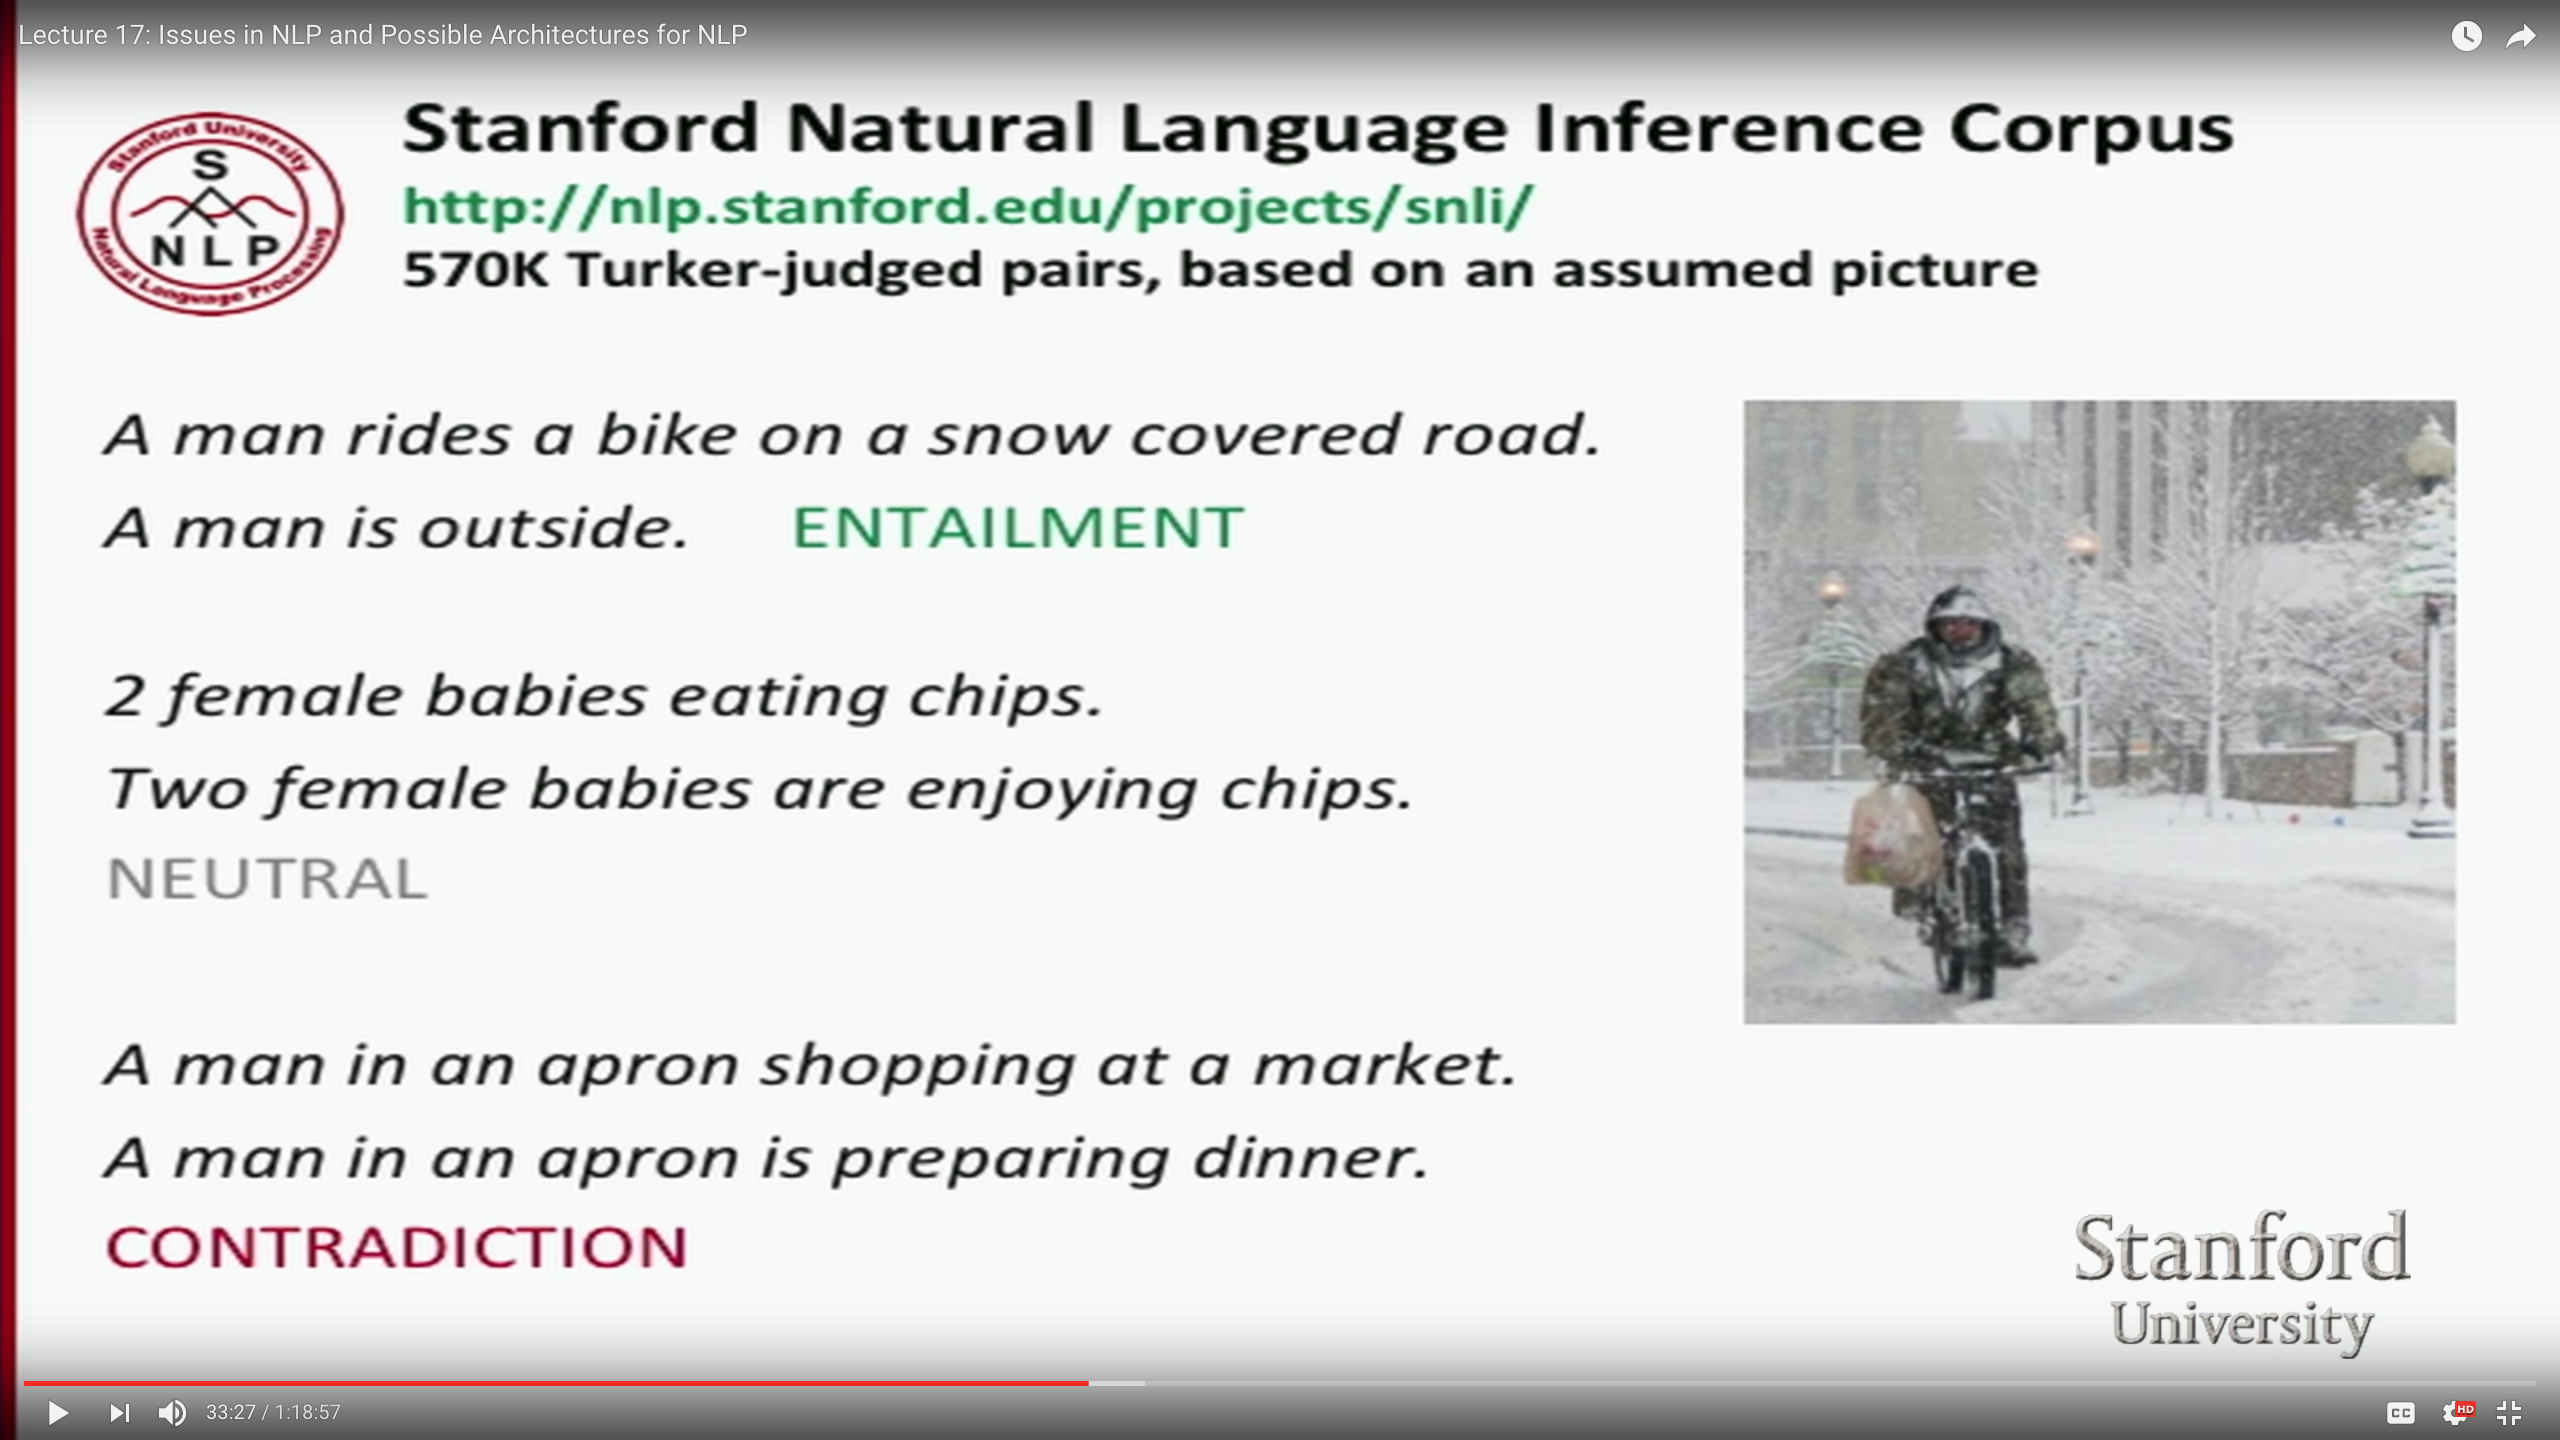 Lecture 17: Issues in NLP and Possible Architectures for NLP
Stanford University
S
NLP
Natural Language Processing
Stanford Natural Language Inference Corpus
http://nlp.stanford.edu/projects/snli/
570K Turker-judged pairs, based on an assumed picture
A man rides a bike on a snow covered road.
A man is outside. ENTAILMENT
2 female babies eating chips.
Two female babies are enjoying chips.
NEUTRAL
A man in an apron shopping at a market.
A man in an apron is preparing dinner.
CONTRADICTION
Stanford
University
33:27 / 1:18:57
CC
HD